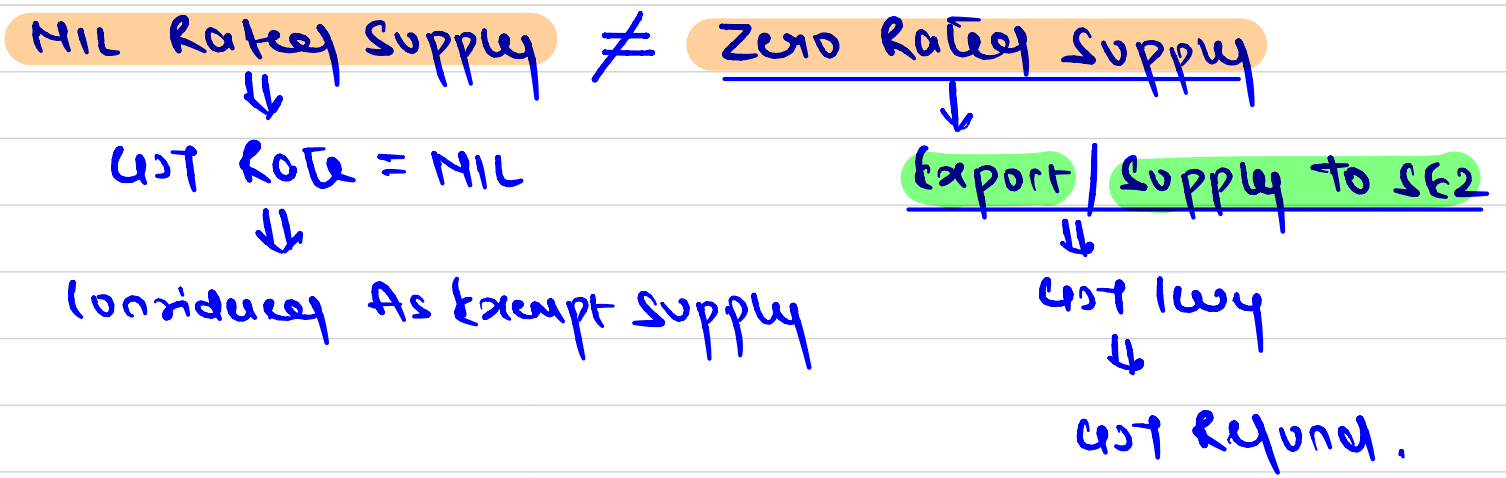 NIL Rated Supply ≠ Zero Rated Supply
GST Rate = NIL
Export / Supply to SEZ
Considered As Exempt Supply
GST levy
GST Refund.